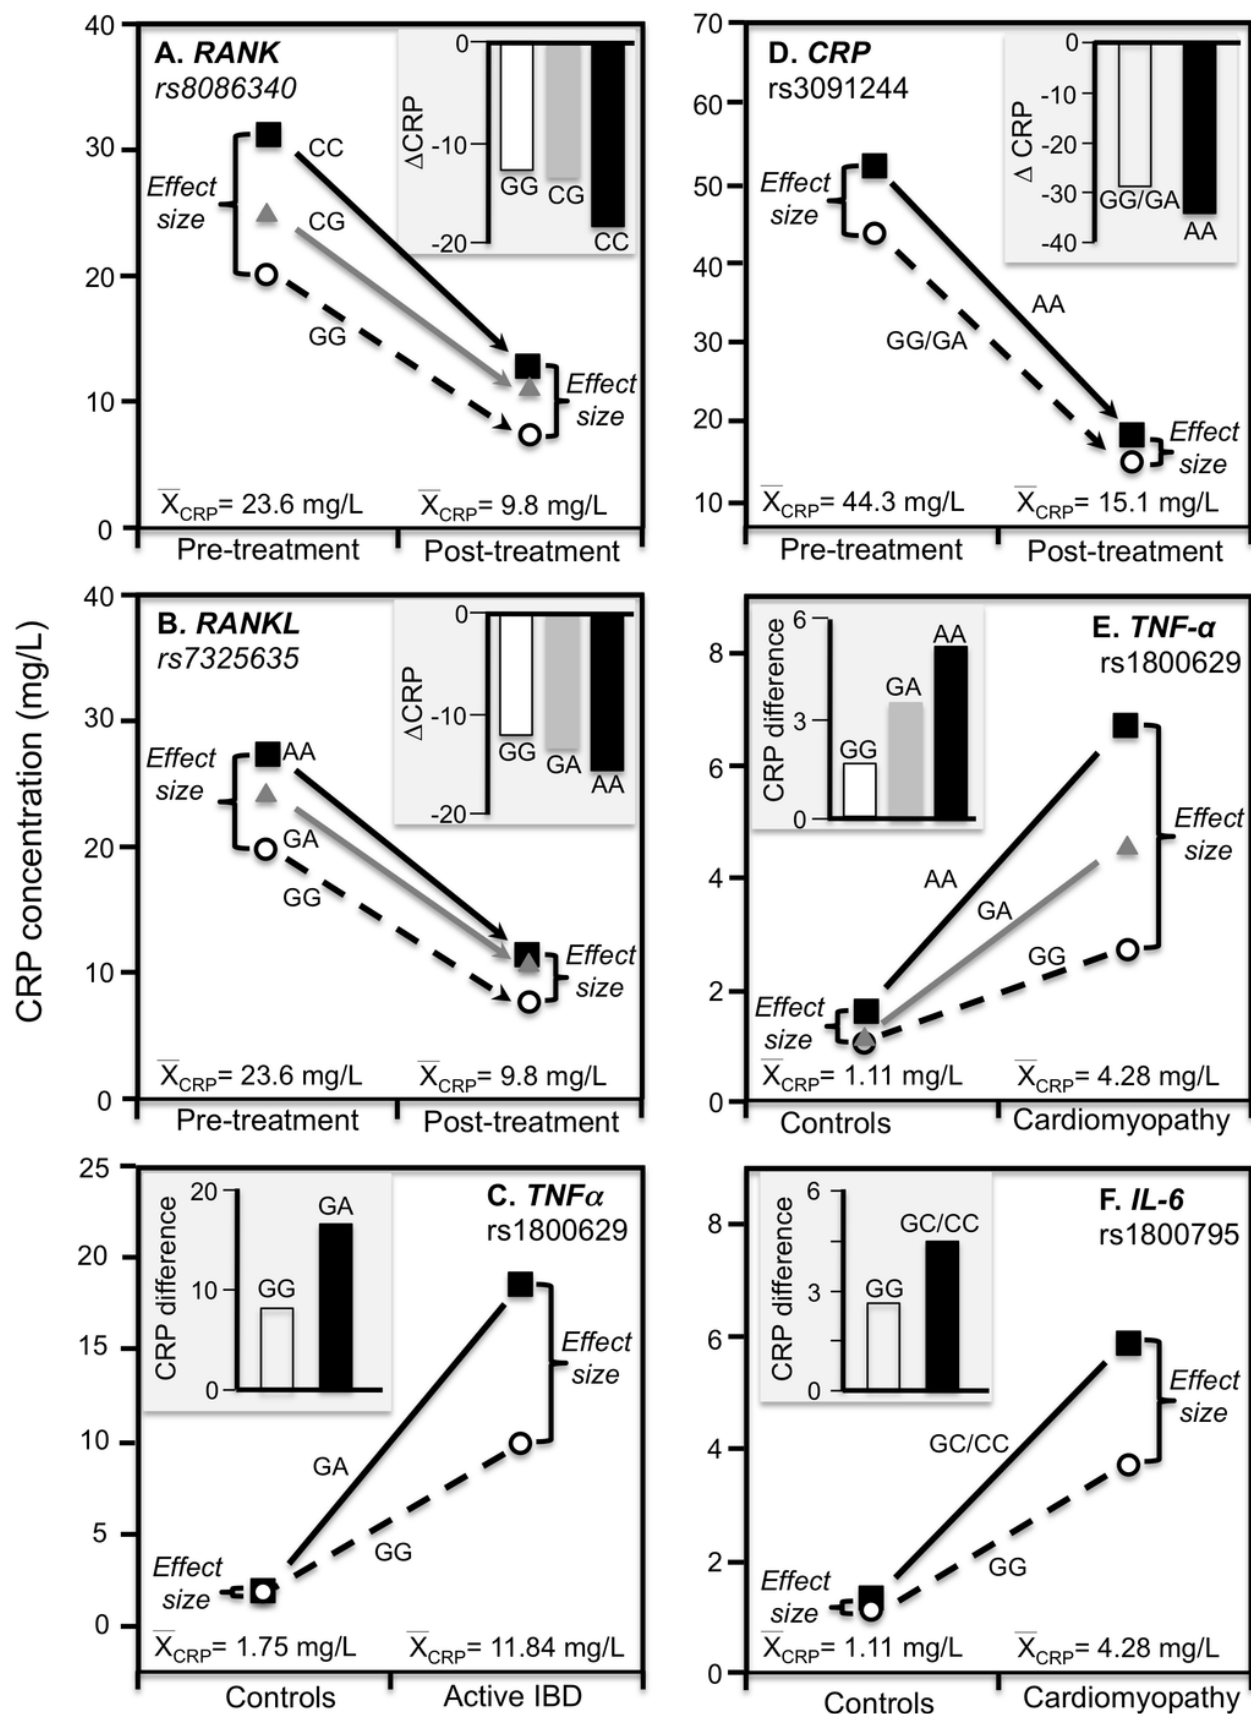 CRP concentration (mg/L)
A. RANK
rs8086340
40
30
20
10
0
Effect
size
CC
CG
GG
Effect
size
ΔCRP
0
-10
-20
GG
CG
CC
X̅CRP= 23.6 mg/L
X̅CRP= 9.8 mg/L
Pre-treatment
Post-treatment
D. CRP
rs3091244
70
60
50
40
30
20
10
Effect
size
AA
GG/GA
Effect
size
Δ CRP
0
-10
-20
-30
-40
GG/GA
AA
X̅CRP= 44.3 mg/L
X̅CRP= 15.1 mg/L
Pre-treatment
Post-treatment
B. RANKL
rs7325635
40
30
20
10
0
Effect
size
AA
GA
GG
Effect
size
ΔCRP
0
-10
-20
GG
GA
AA
X̅CRP= 23.6 mg/L
X̅CRP= 9.8 mg/L
Pre-treatment
Post-treatment
E. TNF-α
rs1800629
8
6
4
2
0
CRP difference
6
3
0
GG
GA
AA
AA
GA
GG
Effect
size
Effect
size
X̅CRP= 1.11 mg/L
X̅CRP= 4.28 mg/L
Controls
Cardiomyopathy
C. TNFα
rs1800629
25
20
15
10
5
0
CRP difference
20
10
0
GG
GA
GA
GG
Effect
size
Effect
size
X̅CRP= 1.75 mg/L
X̅CRP= 11.84 mg/L
Controls
Active IBD
F. IL-6
rs1800795
8
6
4
2
0
CRP difference
6
3
0
GG
GC/CC
GC/CC
GG
Effect
size
Effect
size
X̅CRP= 1.11 mg/L
X̅CRP= 4.28 mg/L
Controls
Cardiomyopathy